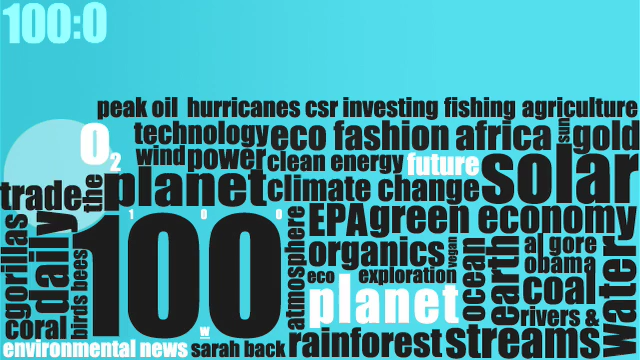 100:0
peak oil hurricanes csr investing fishing agriculture
O2
technology eco fashion africa sun gold
wind power clean energy future
trade the planet climate change solar
1 0 0 0
gorillas daily 100 atmosphere EPA green economy
organics vegan ocean earth al gore
obama
eco exploration
birds bees planet coal water
coral rivers &
w
environmental news sarah back rainforest streams